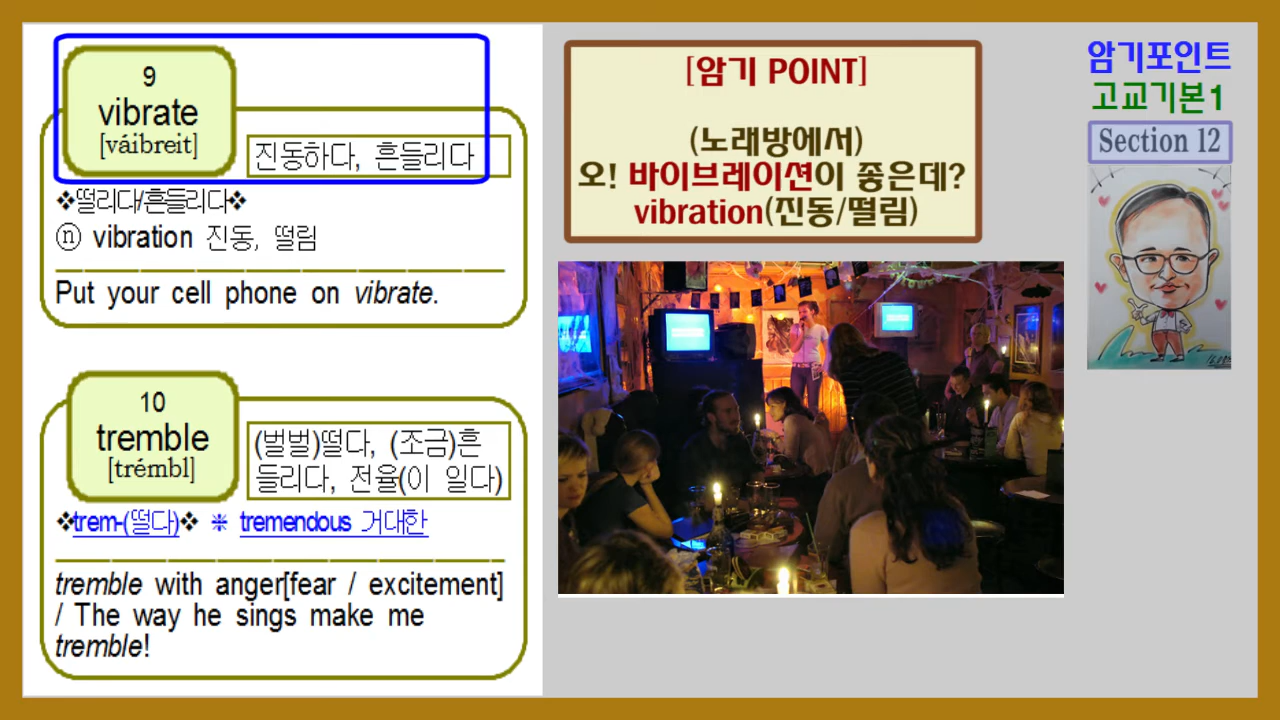 9
vibrate
[váibreit]
진동하다, 흔들리다
❖떨리다/흔들리다❖
ⓝ vibration 진동, 떨림
Put your cell phone on vibrate.
10
tremble
[trémbl]
(벌벌)떨다, (조금)흔
들리다, 전율(이 일다)
❖trem-(떨다)❖ ❈ tremendous 거대한
tremble with anger[fear / excitement]
/ The way he sings make me
tremble!
[암기 POINT]
(노래방에서)
오! 바이브레이션이 좋은데?
vibration(진동/떨림)
암기포인트
고교기본1
Section 12